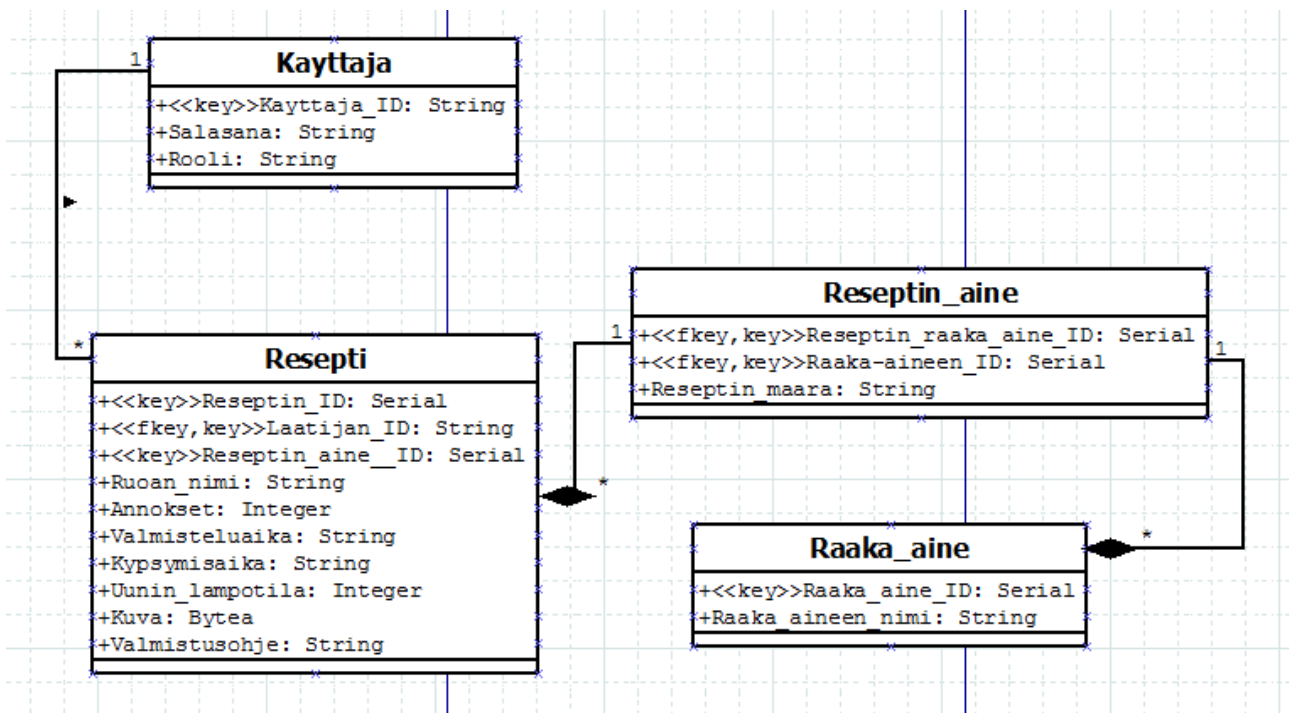 1
Kayttaja
+<<key>>Kayttaja_ID: String
+Salasana: String
+Rooli: String
*
Resepti
+<<key>>Reseptin_ID: Serial
+<<fkey,key>>Laatijan_ID: String
+<<key>>Reseptin_aine__ID: Serial
+Ruoan_nimi: String
+Annokset: Integer
+Valmisteluaika: String
+Kypsymisaika: String
+Uunin_lampotila: Integer
+Kuva: Bytea
+Valmistusohje: String
*
1
Reseptin_aine
+<<fkey,key>>Reseptin_raaka_aine_ID: Serial
+<<fkey,key>>Raaka-aineen_ID: Serial
+Reseptin_maara: String
1
*
Raaka_aine
+<<key>>Raaka_aine_ID: Serial
+Raaka_aineen_nimi: String